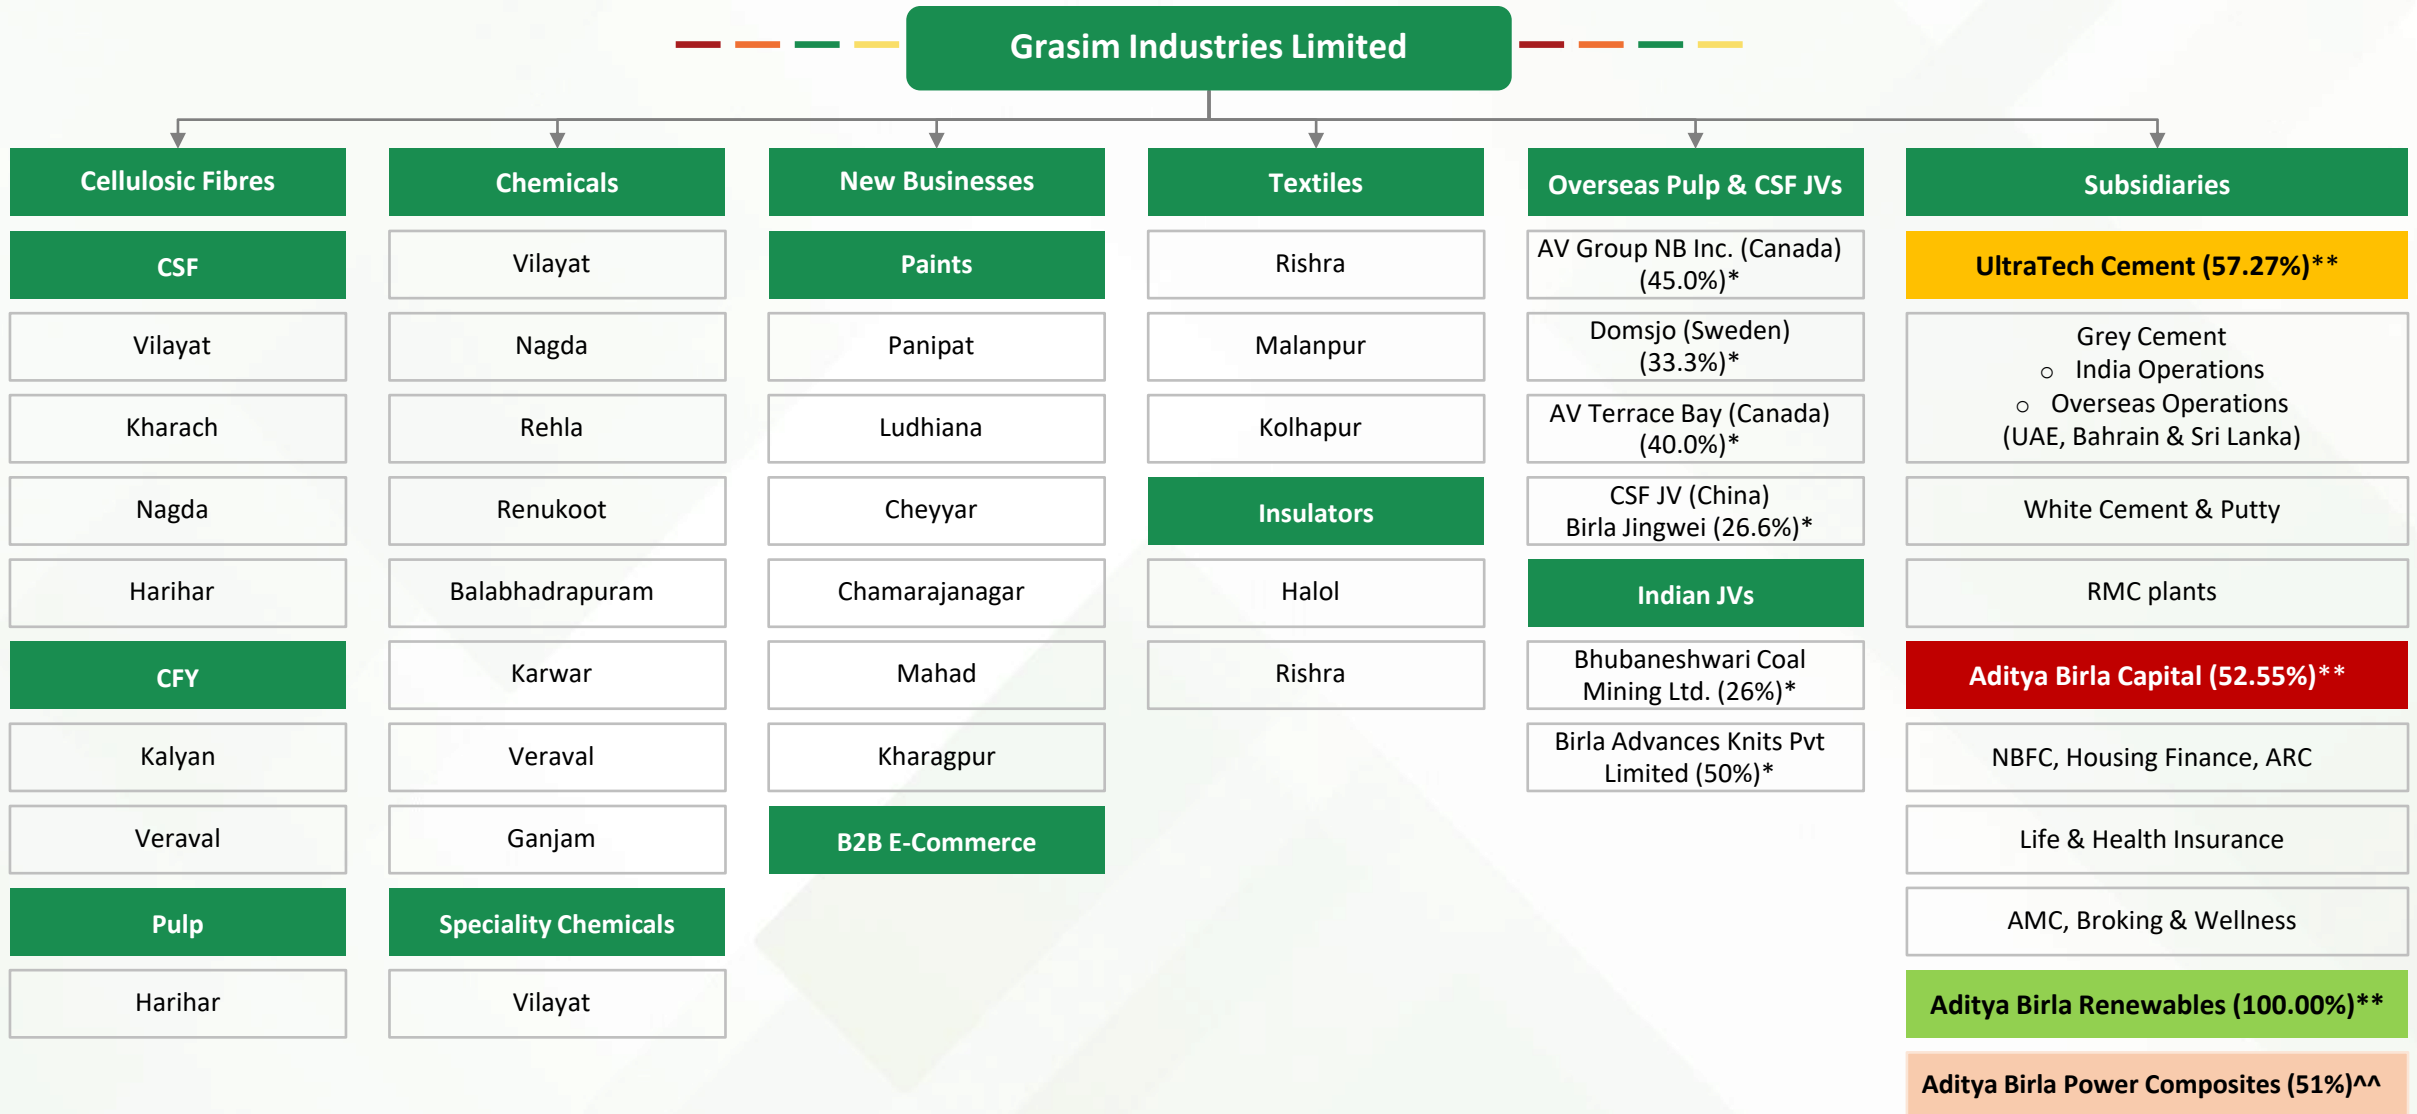 Grasim Industries Limited
Cellulosic Fibres
CSF
Vilayat
Kharach
Nagda
Harihar
CFY
Kalyan
Veraval
Pulp
Harihar
Chemicals
Vilayat
Nagda
Rehla
Renukoot
Balabhadrapuram
Karwar
Veraval
Ganjam
Speciality Chemicals
Vilayat
New Businesses
Paints
Panipat
Ludhiana
Cheyyar
Chamarajanagar
Mahad
Kharagpur
B2B E-Commerce
Textiles
Rishra
Malanpur
Kolhapur
Insulators
Halol
Rishra
Overseas Pulp & CSF JVs
AV Group NB Inc. (Canada)
(45.0%)*
Domsjo (Sweden)
(33.3%)*
AV Terrace Bay (Canada)
(40.0%)*
CSF JV (China)
Birla Jingwei (26.6%)*
Indian JVs
Bhubaneshwari Coal
Mining Ltd. (26%)*
Birla Advances Knits Pvt
Limited (50%)*
Subsidiaries
UltraTech Cement (57.27%)**
Grey Cement
o India Operations
o Overseas Operations
(UAE, Bahrain & Sri Lanka)
White Cement & Putty
RMC plants
Aditya Birla Capital (52.55%)**
NBFC, Housing Finance, ARC
Life & Health Insurance
AMC, Broking & Wellness
Aditya Birla Renewables (100.00%)**
Aditya Birla Power Composites (51%)^^